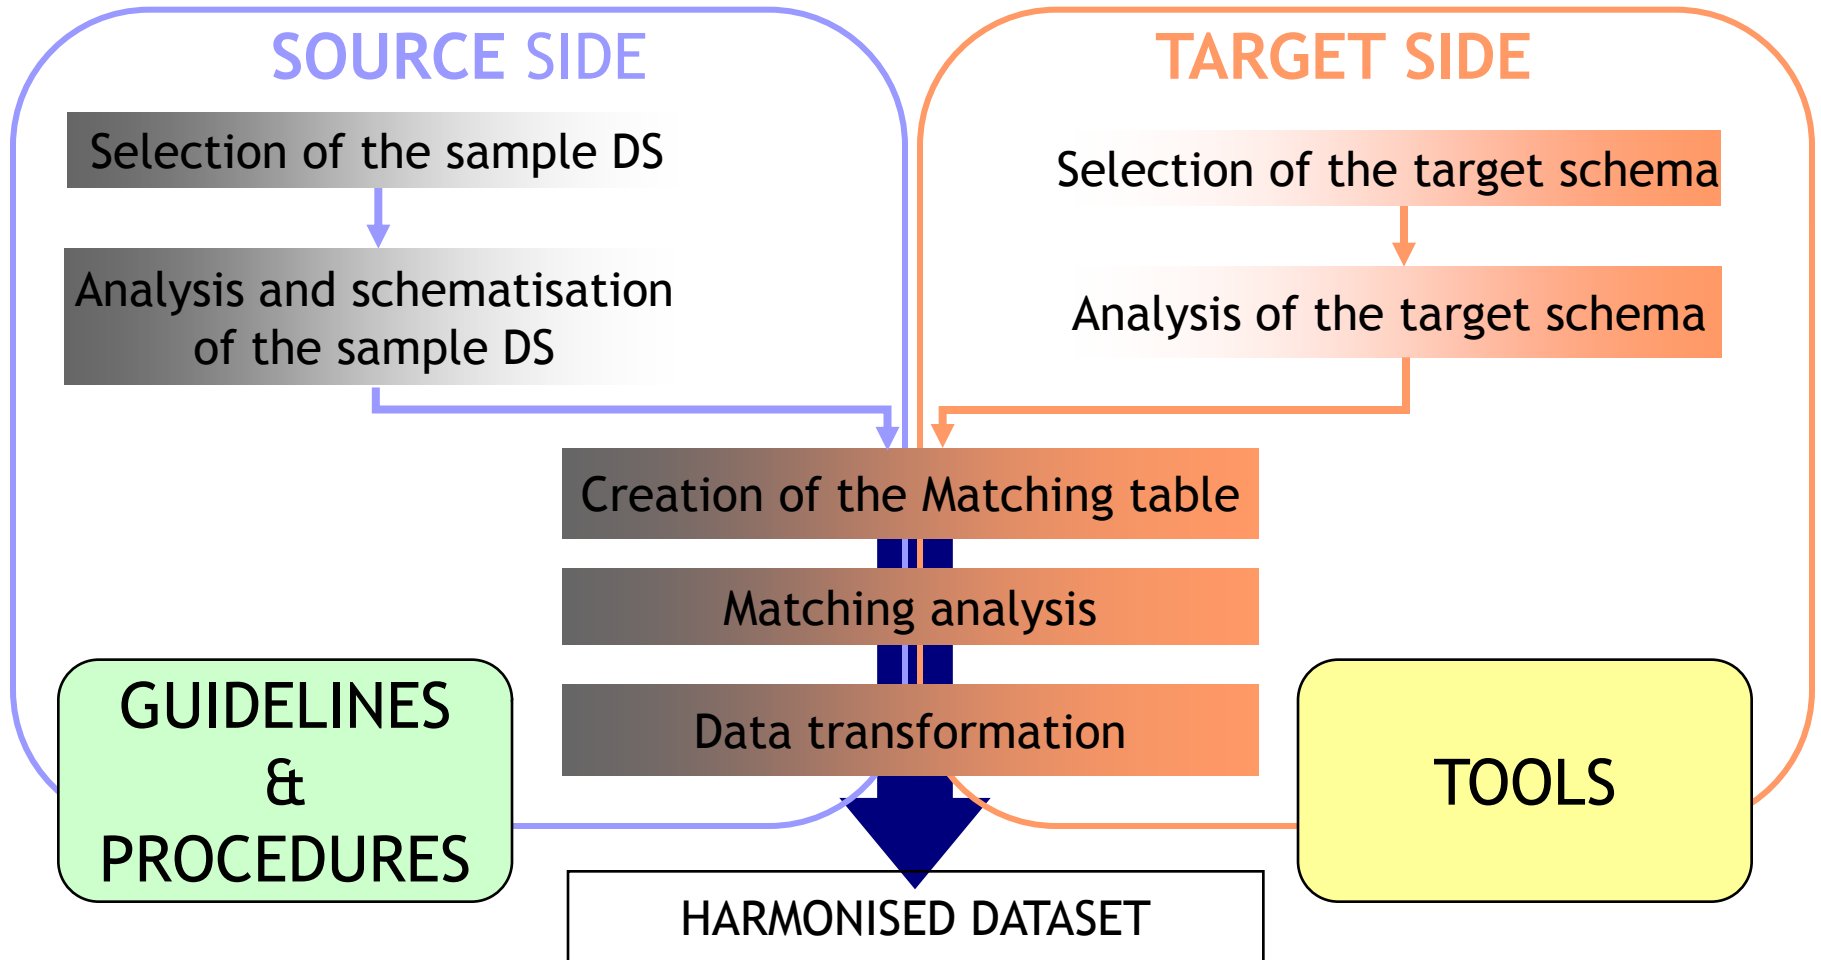 SOURCE SIDE
Selection of the sample DS
Analysis and schematisation
of the sample DS
TARGET SIDE
Selection of the target schema
Analysis of the target schema
Creation of the Matching table
Matching analysis
Data transformation
GUIDELINES
&
PROCEDURES
TOOLS
HARMONISED DATASET